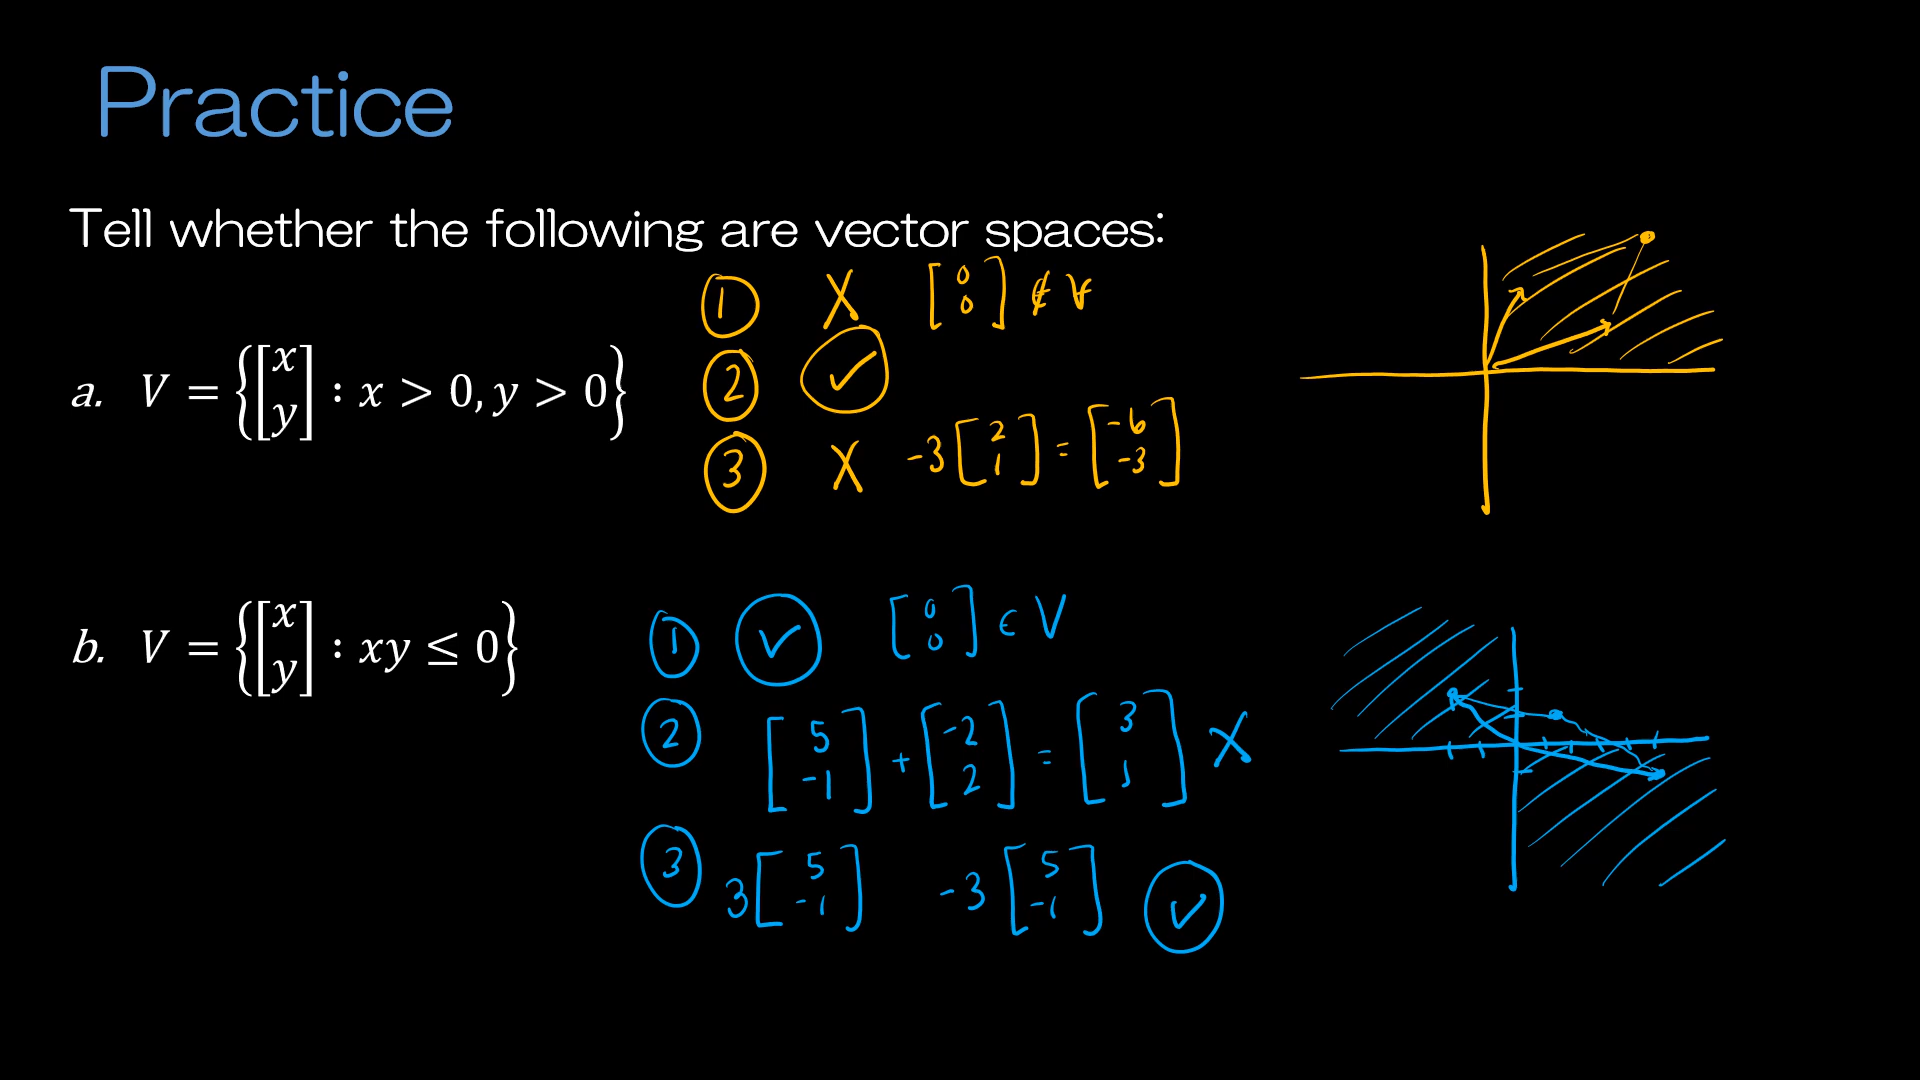 Practice
Tell whether the following are vector spaces:
① X [0 0] ∉ V
② ✓
a. V = {[x y] : x > 0, y > 0}
③ X -3 [2 1] = [-6 -3]
b. V = {[x y] : xy ≤ 0}
① ✓ [0 0] ∈ V
② [5 -1] + [-2 2] = [3 1] X
③ 3 [5 -1] -3 [5 -1] ✓